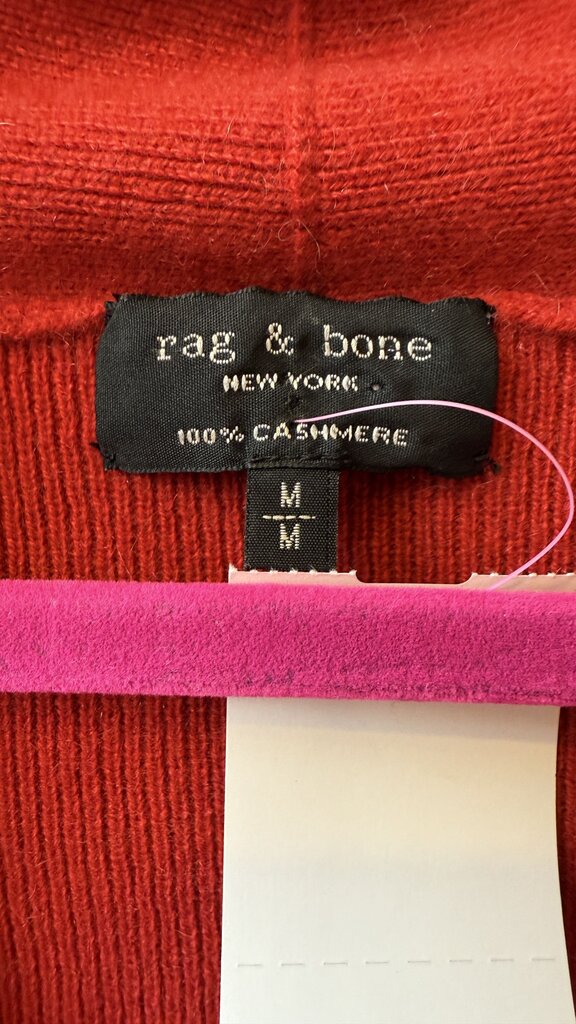 rag & bone
NEW YORK
100% CASHMERE
M
M